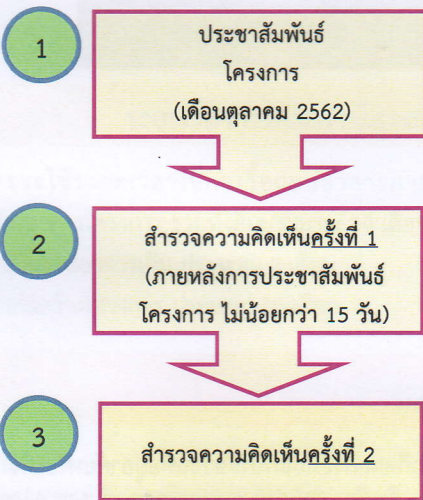 1
ประชาสัมพันธ์
โครงการ
(เดือนตุลาคม 2562)
2
สำรวจความคิดเห็นครั้งที่ 1
(ภายหลังการประชาสัมพันธ์
โครงการ ไม่น้อยกว่า 15 วัน)
3
สำรวจความคิดเห็นครั้งที่ 2